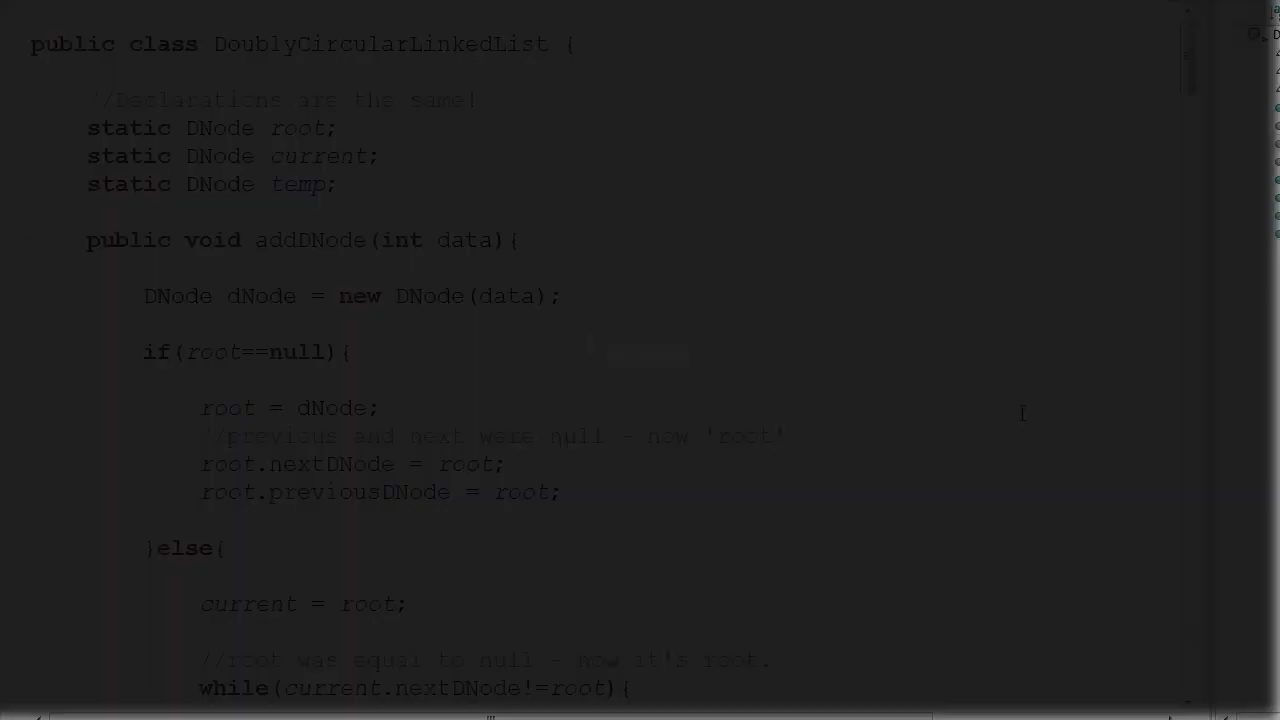 public class DoublyCircularLinkedList {
//Declarations are the same!
static DNode root;
static DNode current;
static DNode temp;
public void addDNode(int data){
DNode dNode = new DNode(data);
if(root==null){
root = dNode;
//previous and next were null - now 'root'
root.nextDNode = root;
root.previousDNode = root;
}else{
current = root;
//root was equal to null - now it's root.
while(current.nextDNode!=root){